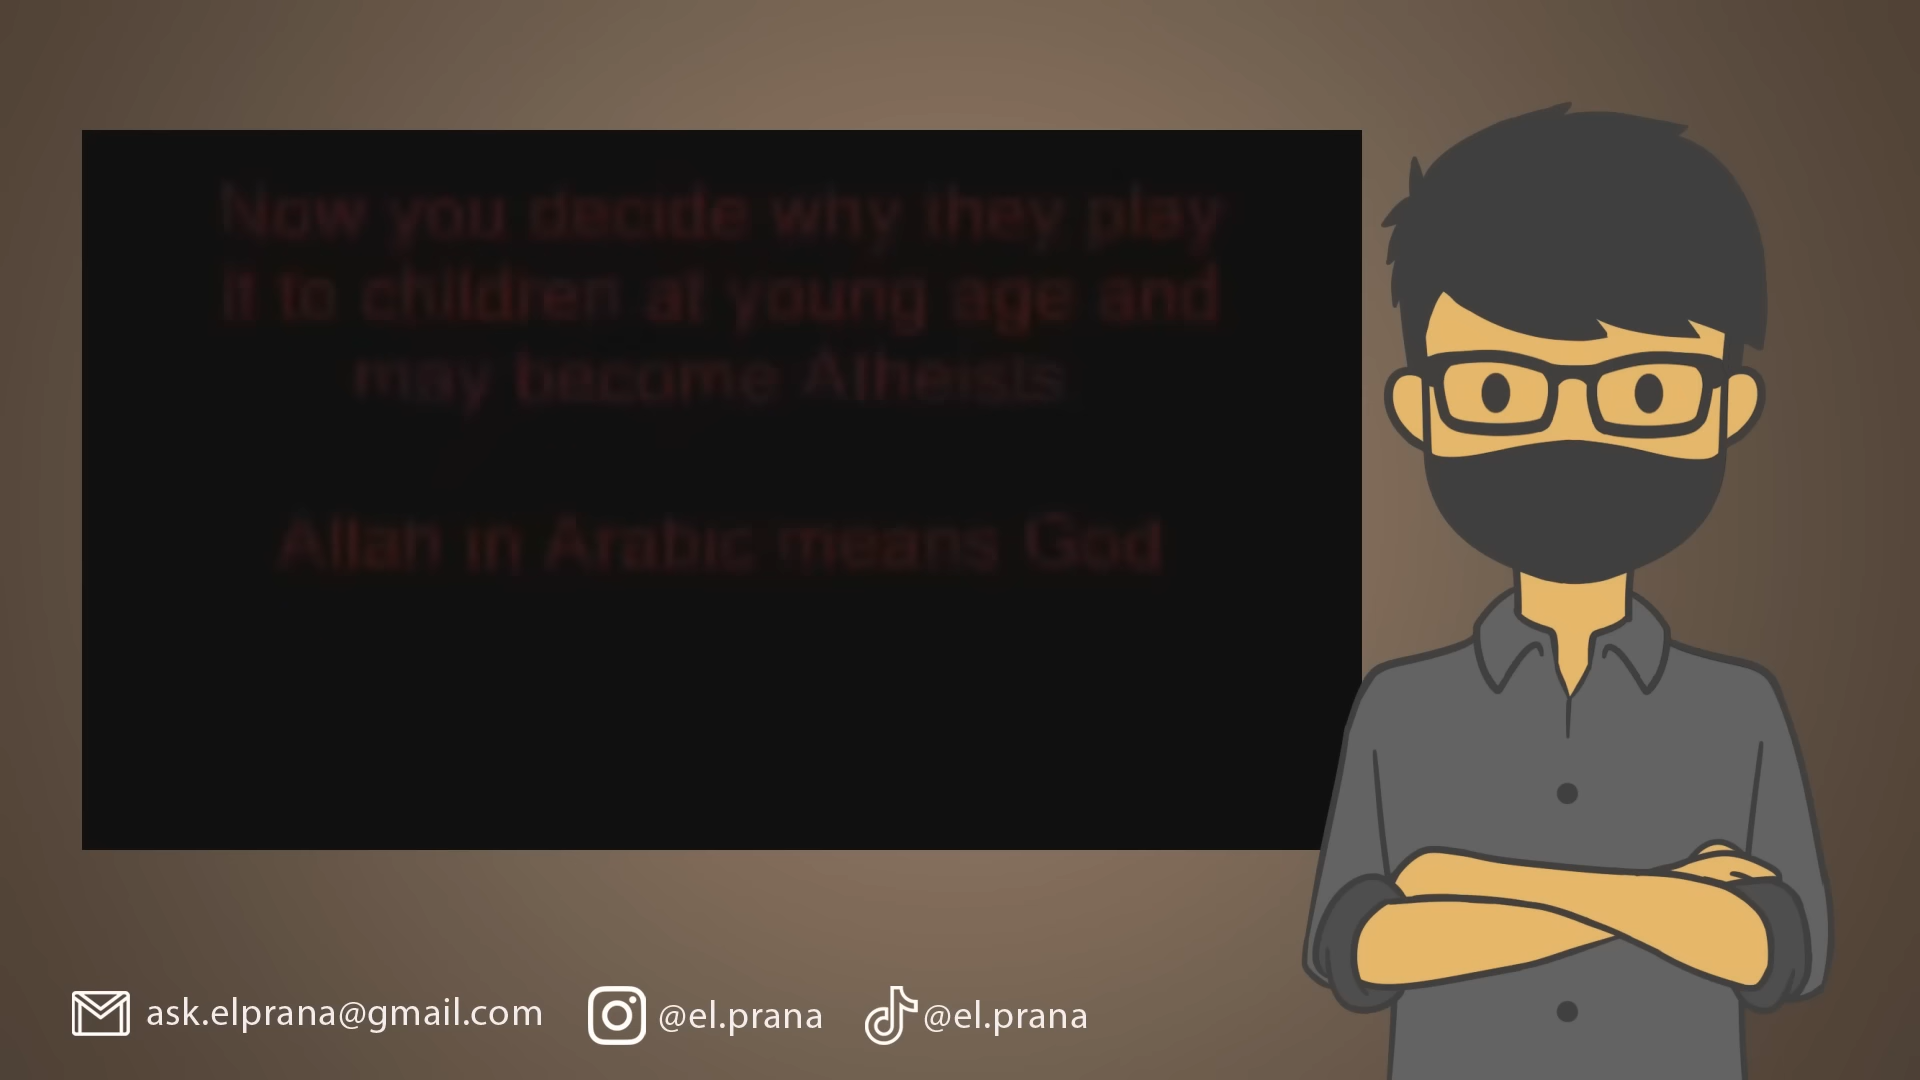 Now you decide why they play
it to children at young age and
may become Atheists
Allah in Arabic means God
ask.elprana@gmail.com
@el.prana
@el.prana